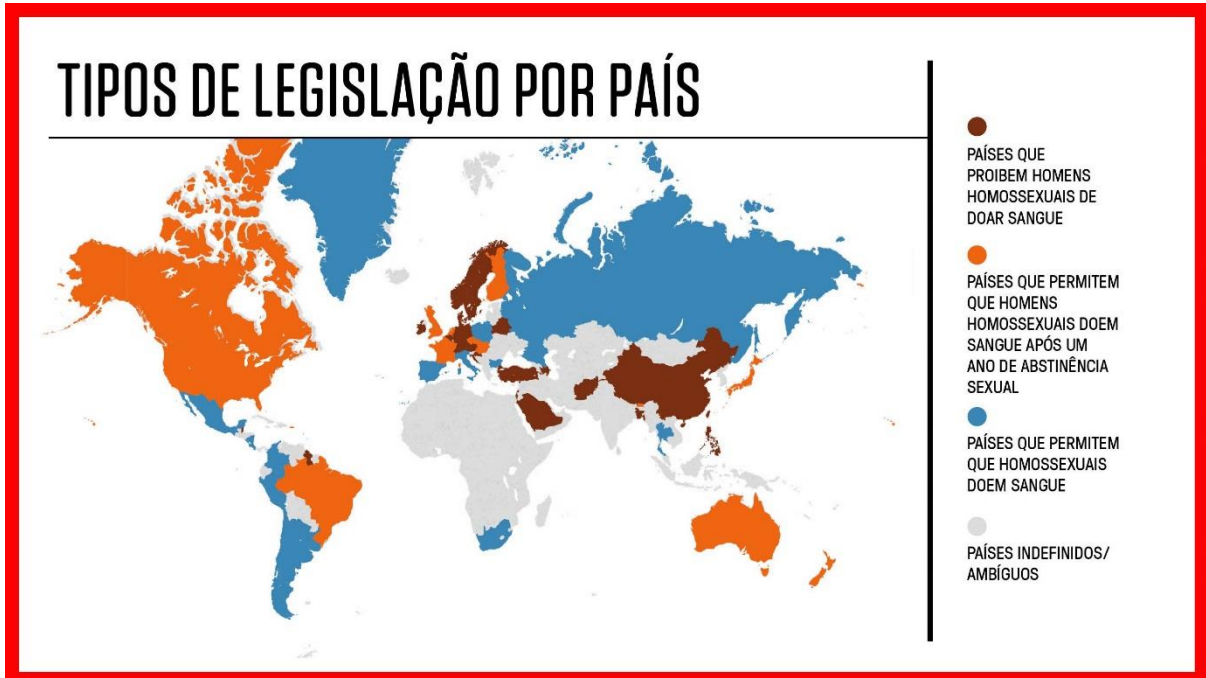 TIPOS DE LEGISLAÇÃO POR PAÍS
PAÍSES QUE
PROIBEM HOMENS
HOMOSSEXUAIS DE
DOAR SANGUE
PAÍSES QUE PERMITEM
QUE HOMENS
HOMOSSEXUAIS DOEM
SANGUE APÓS UM
ANO DE ABSTINÊNCIA
SEXUAL
PAÍSES QUE PERMITEM
QUE HOMOSSEXUAIS
DOEM SANGUE
PAÍSES INDEFINIDOS/
AMBÍGUOS